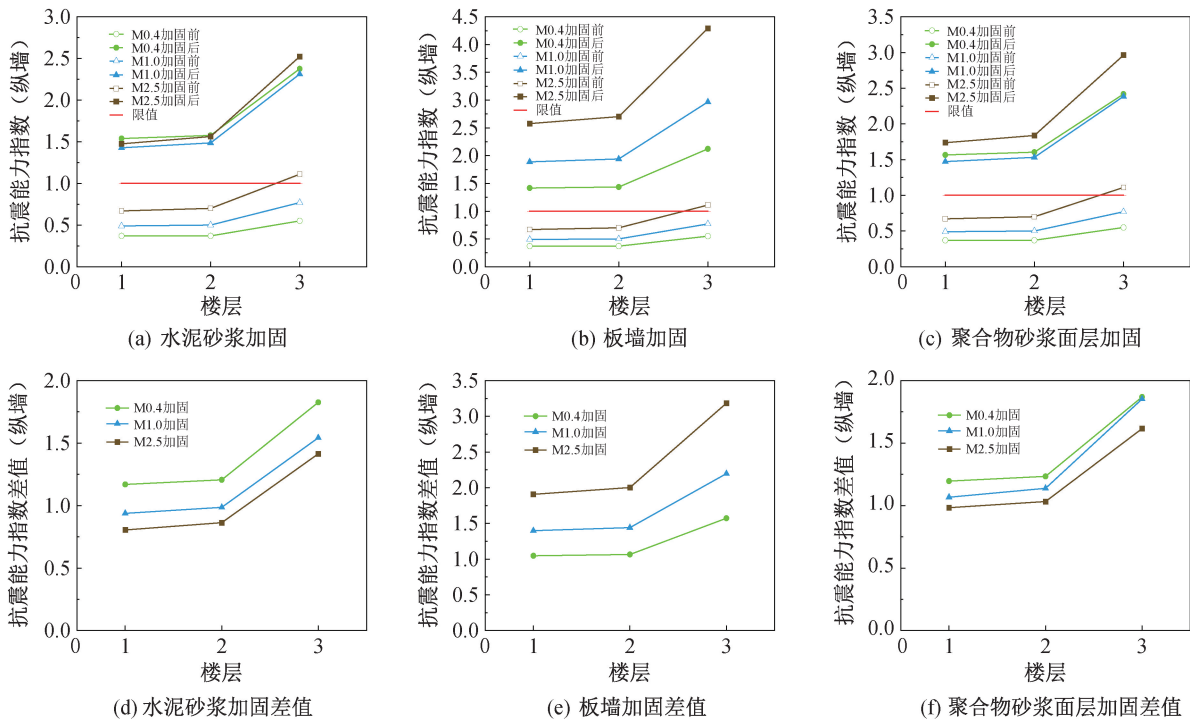 抗震能力指数（纵墙）
3.0
2.5
2.0
1.5
1.0
0.5
0.0
M0.4加固前
M0.4加固后
M1.0加固前
M1.0加固后
M2.5加固前
M2.5加固后
限值
0 1 2 3
楼层
(a) 水泥砂浆加固
抗震能力指数（纵墙）
4.5
4.0
3.5
3.0
2.5
2.0
1.5
1.0
0.5
0.0
M0.4加固前
M0.4加固后
M1.0加固前
M1.0加固后
M2.5加固前
M2.5加固后
限值
0 1 2 3
楼层
(b) 板墙加固
抗震能力指数（纵墙）
3.5
3.0
2.5
2.0
1.5
1.0
0.5
0.0
M0.4加固前
M0.4加固后
M1.0加固前
M1.0加固后
M2.5加固前
M2.5加固后
限值
0 1 2 3
楼层
(c) 聚合物砂浆面层加固
抗震能力指数差值（纵墙）
2.0
1.5
1.0
0.5
0.0
M0.4加固
M1.0加固
M2.5加固
0 1 2 3
楼层
(d) 水泥砂浆加固差值
抗震能力指数差值（纵墙）
3.5
3.0
2.5
2.0
1.5
1.0
0.5
0.0
M0.4加固
M1.0加固
M2.5加固
0 1 2 3
楼层
(e) 板墙加固差值
抗震能力指数差值（纵墙）
2.0
1.5
1.0
0.5
0.0
M0.4加固
M1.0加固
M2.5加固
0 1 2 3
楼层
(f) 聚合物砂浆面层加固差值